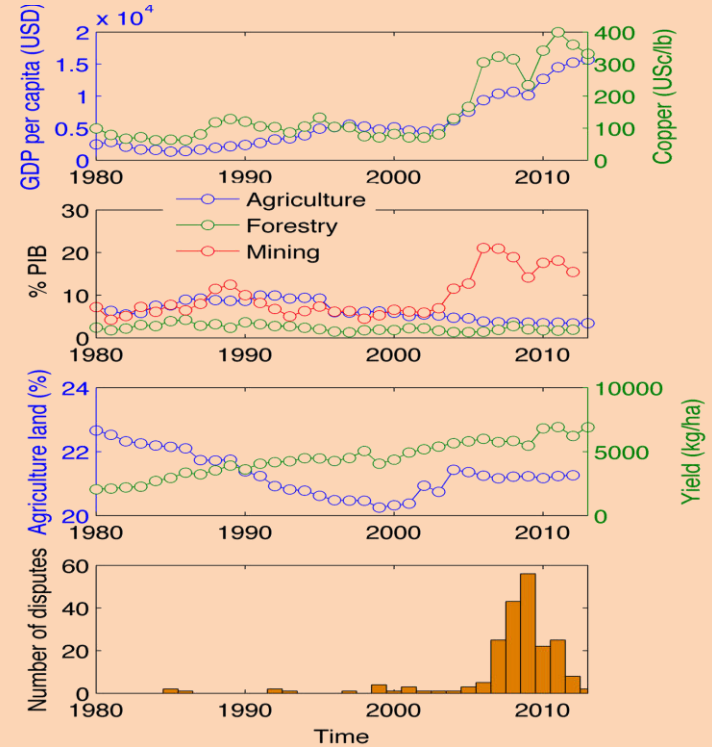 × 10⁴
2
1.5
1
0.5
0
GDP per capita (USD)
400
300
200
100
0
Copper (USc/lb)
1980 1990 2000 2010
Agriculture
Forestry
Mining
30
20
10
0
% PIB
1980 1990 2000 2010
24
22
20
Agriculture land (%)
10000
5000
0
Yield (kg/ha)
1980 1990 2000 2010
60
40
20
0
Number of disputes
1980 1990 2000 2010
Time